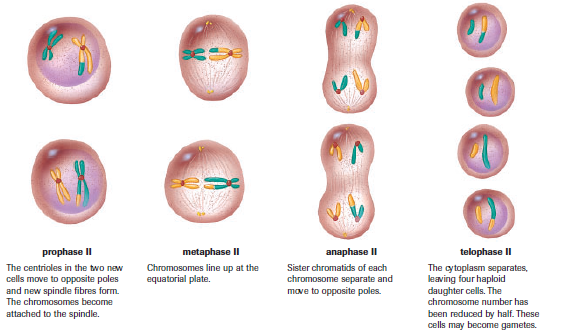 prophase II
The centrioles in the two new
cells move to opposite poles
and new spindle fibres form.
The chromosomes become
attached to the spindle.
metaphase II
Chromosomes line up at the
equatorial plate.
anaphase II
Sister chromatids of each
chromosome separate and
move to opposite poles.
telophase II
The cytoplasm separates,
leaving four haploid
daughter cells. The
chromosome number has
been reduced by half. These
cells may become gametes.